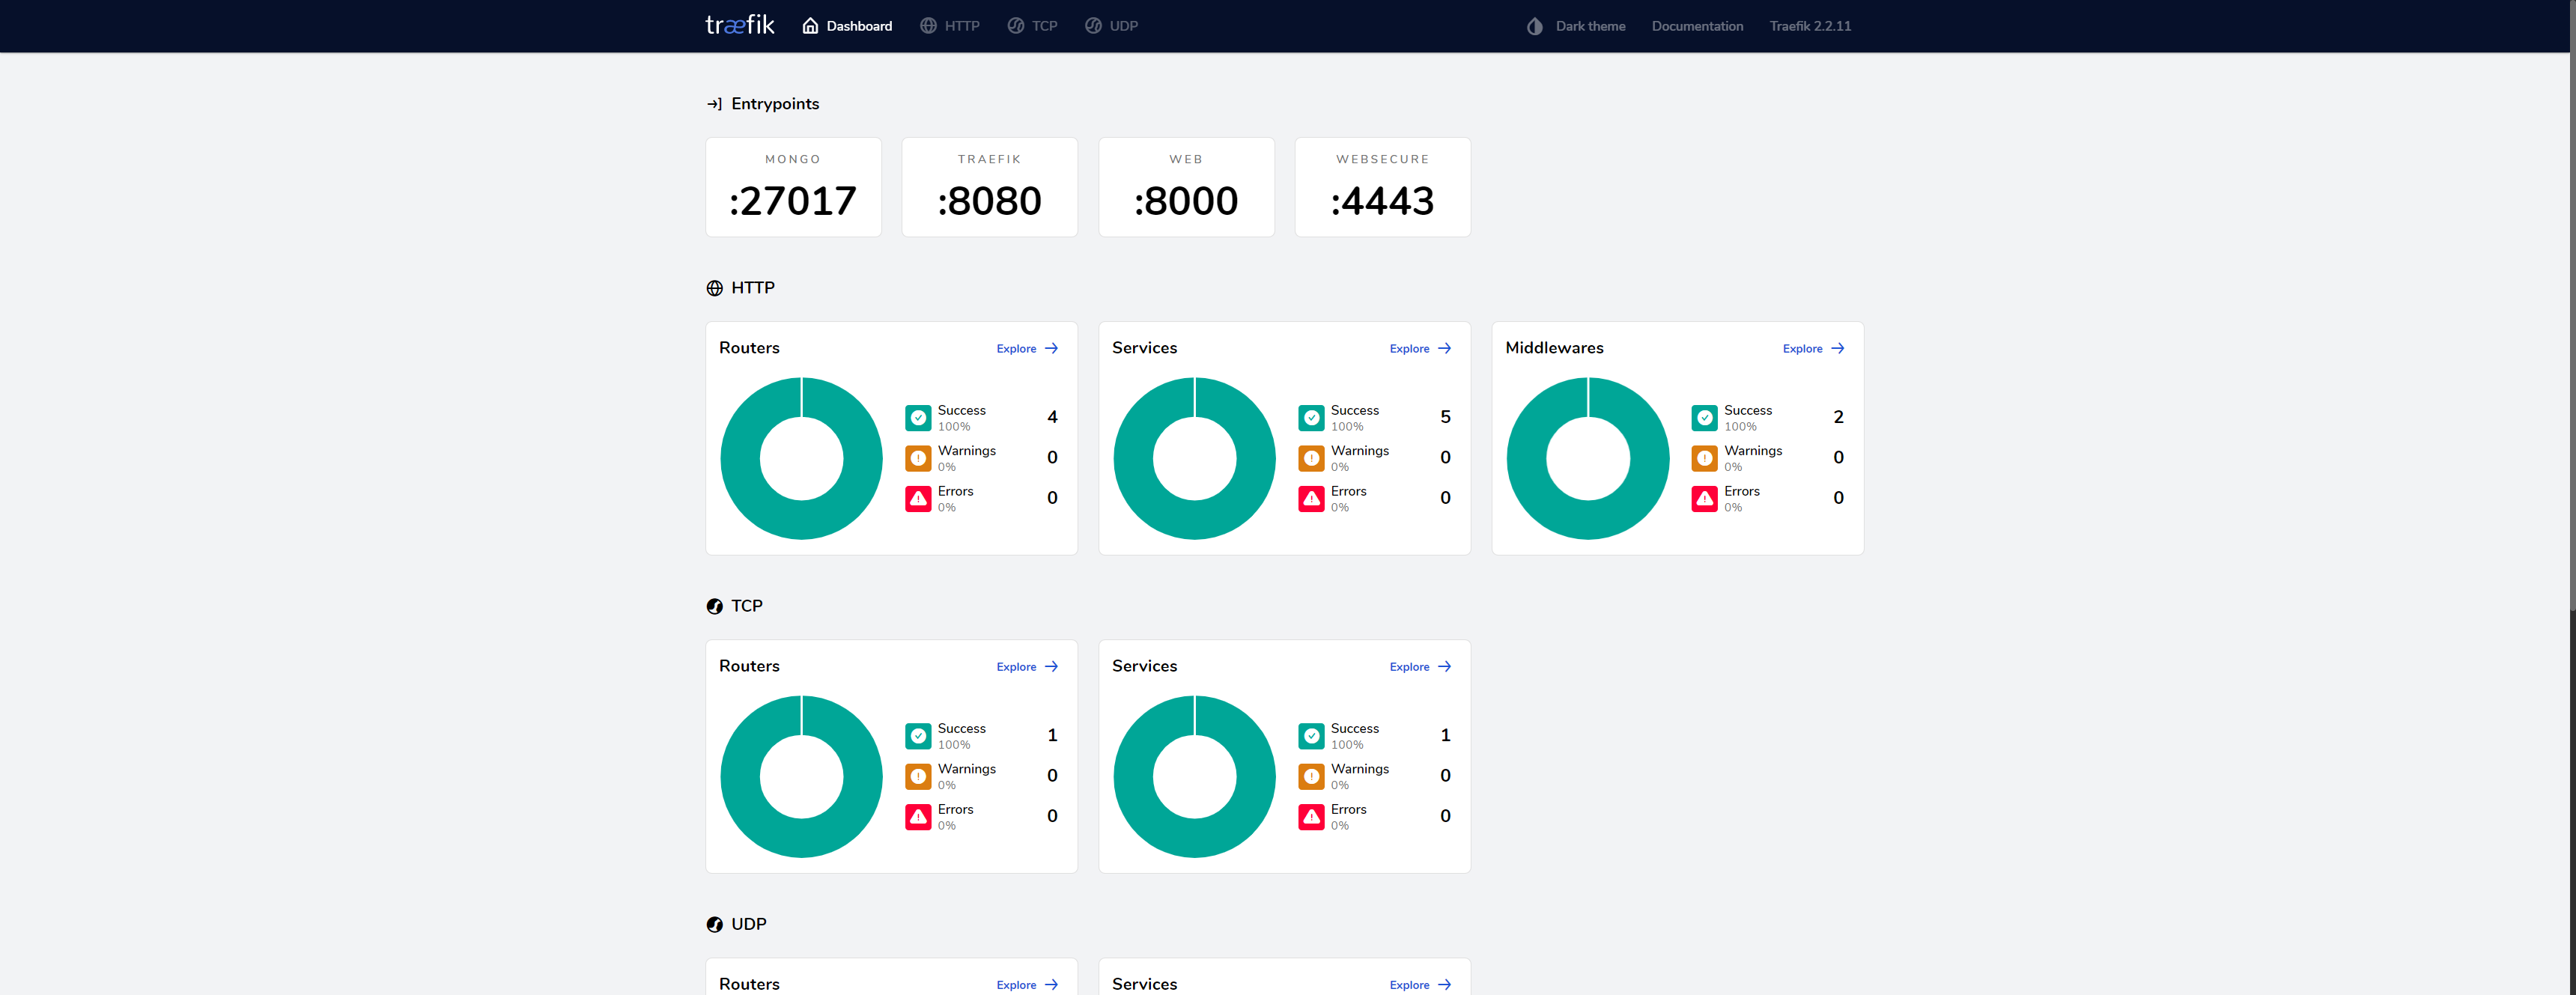 træfik Dashboard HTTP TCP UDP Dark theme Documentation Traefik 2.2.11
Entrypoints
MONGO
:27017
TRAEFIK
:8080
WEB
:8000
WEBSECURE
:4443
HTTP
Routers Explore
Success 4
100%
Warnings 0
0%
Errors 0
0%
Services Explore
Success 5
100%
Warnings 0
0%
Errors 0
0%
Middlewares Explore
Success 2
100%
Warnings 0
0%
Errors 0
0%
TCP
Routers Explore
Success 1
100%
Warnings 0
0%
Errors 0
0%
Services Explore
Success 1
100%
Warnings 0
0%
Errors 0
0%
UDP
Routers Explore
Services Explore